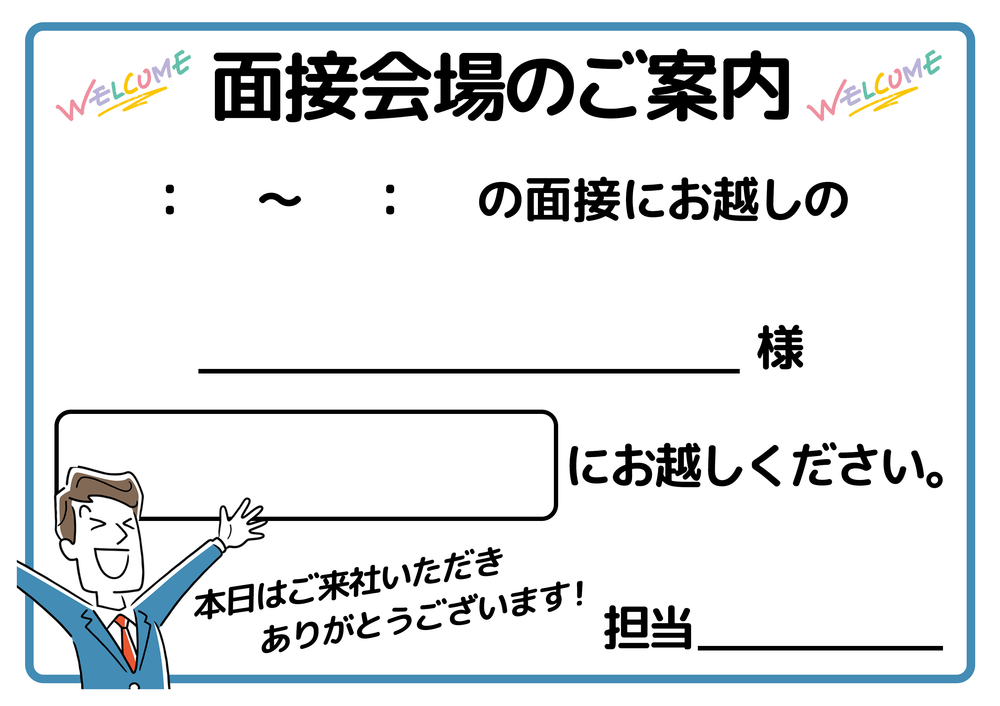 WELCOME 面接会場のご案内 WELCOME
: ～ : の面接にお越しの
様
にお越しください。
本日はご来社いただき
ありがとうございます!
担当